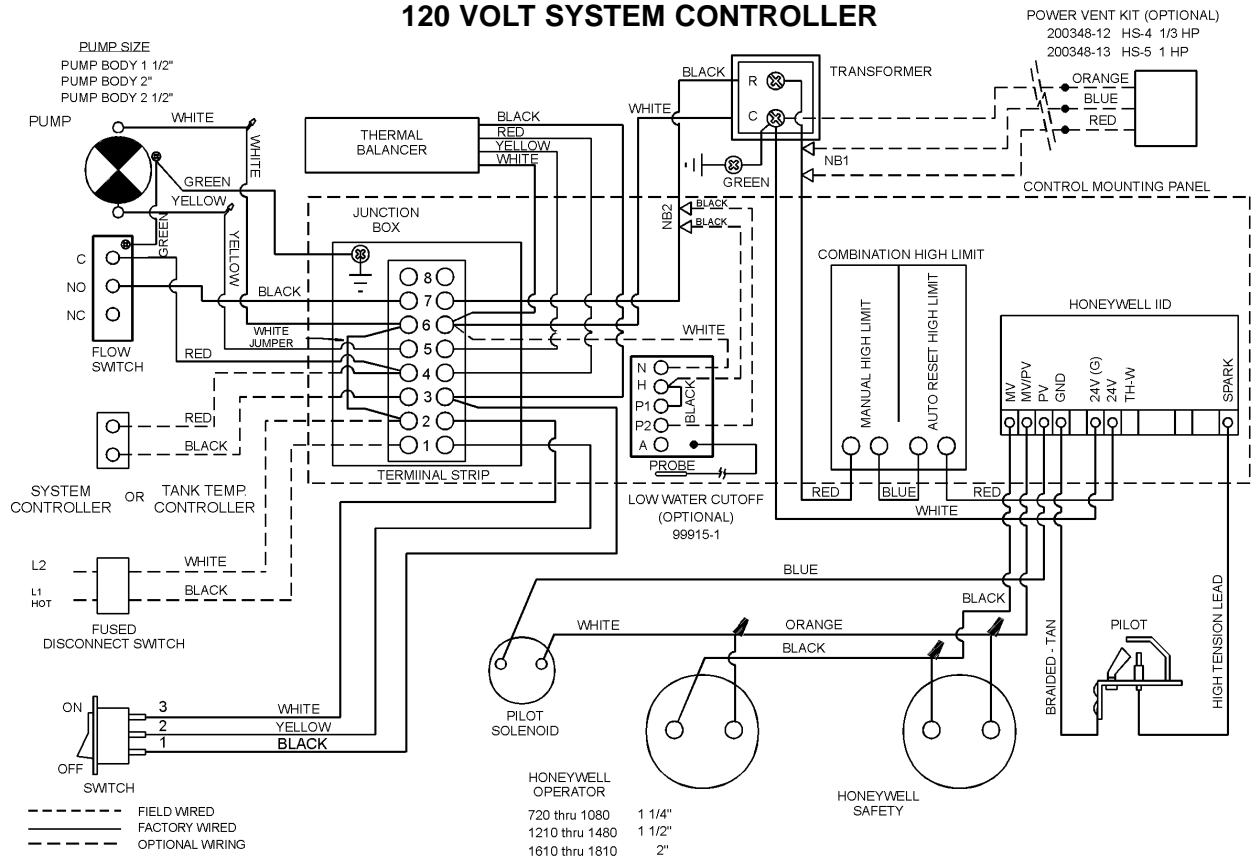 120 VOLT SYSTEM CONTROLLER
POWER VENT KIT (OPTIONAL)
200348-12 HS-4 1/3 HP
200348-13 HS-5 1 HP
PUMP SIZE
PUMP BODY 1 1/2"
PUMP BODY 2"
PUMP BODY 2 1/2"
PUMP
WHITE
WHITE
GREEN
YELLOW
GREEN
YELLOW
C
NO
NC
FLOW
SWITCH
BLACK
WHITE
JUMPER
RED
THERMAL
BALANCER
BLACK
RED
YELLOW
WHITE
JUNCTION
BOX
8
7
6
5
4
3
2
1
TERMIINAL STRIP
BLACK
WHITE
R
C
TRANSFORMER
GREEN
NB1
NB2
BLACK
BLACK
ORANGE
BLUE
RED
CONTROL MOUNTING PANEL
WHITE
N
H
P1
P2
A
BLACK
PROBE
LOW WATER CUTOFF
(OPTIONAL)
99915-1
COMBINATION HIGH LIMIT
MANUAL HIGH LIMIT
AUTO RESET HIGH LIMIT
RED
BLUE
RED
WHITE
HONEYWELL IID
MV
MV/PV
PV
GND
24V (G)
24V
TH-W
SPARK
RED
BLACK
SYSTEM
CONTROLLER
OR
TANK TEMP.
CONTROLLER
L2
L1
HOT
WHITE
BLACK
FUSED
DISCONNECT SWITCH
ON
OFF
SWITCH
3
2
1
WHITE
YELLOW
BLACK
BLUE
BLACK
WHITE
ORANGE
BLACK
PILOT
SOLENOID
HONEYWELL
OPERATOR
720 thru 1080 1 1/4"
1210 thru 1480 1 1/2"
1610 thru 1810 2"
HONEYWELL
SAFETY
BRAIDED - TAN
PILOT
HIGH TENSION LEAD
FIELD WIRED
FACTORY WIRED
OPTIONAL WIRING